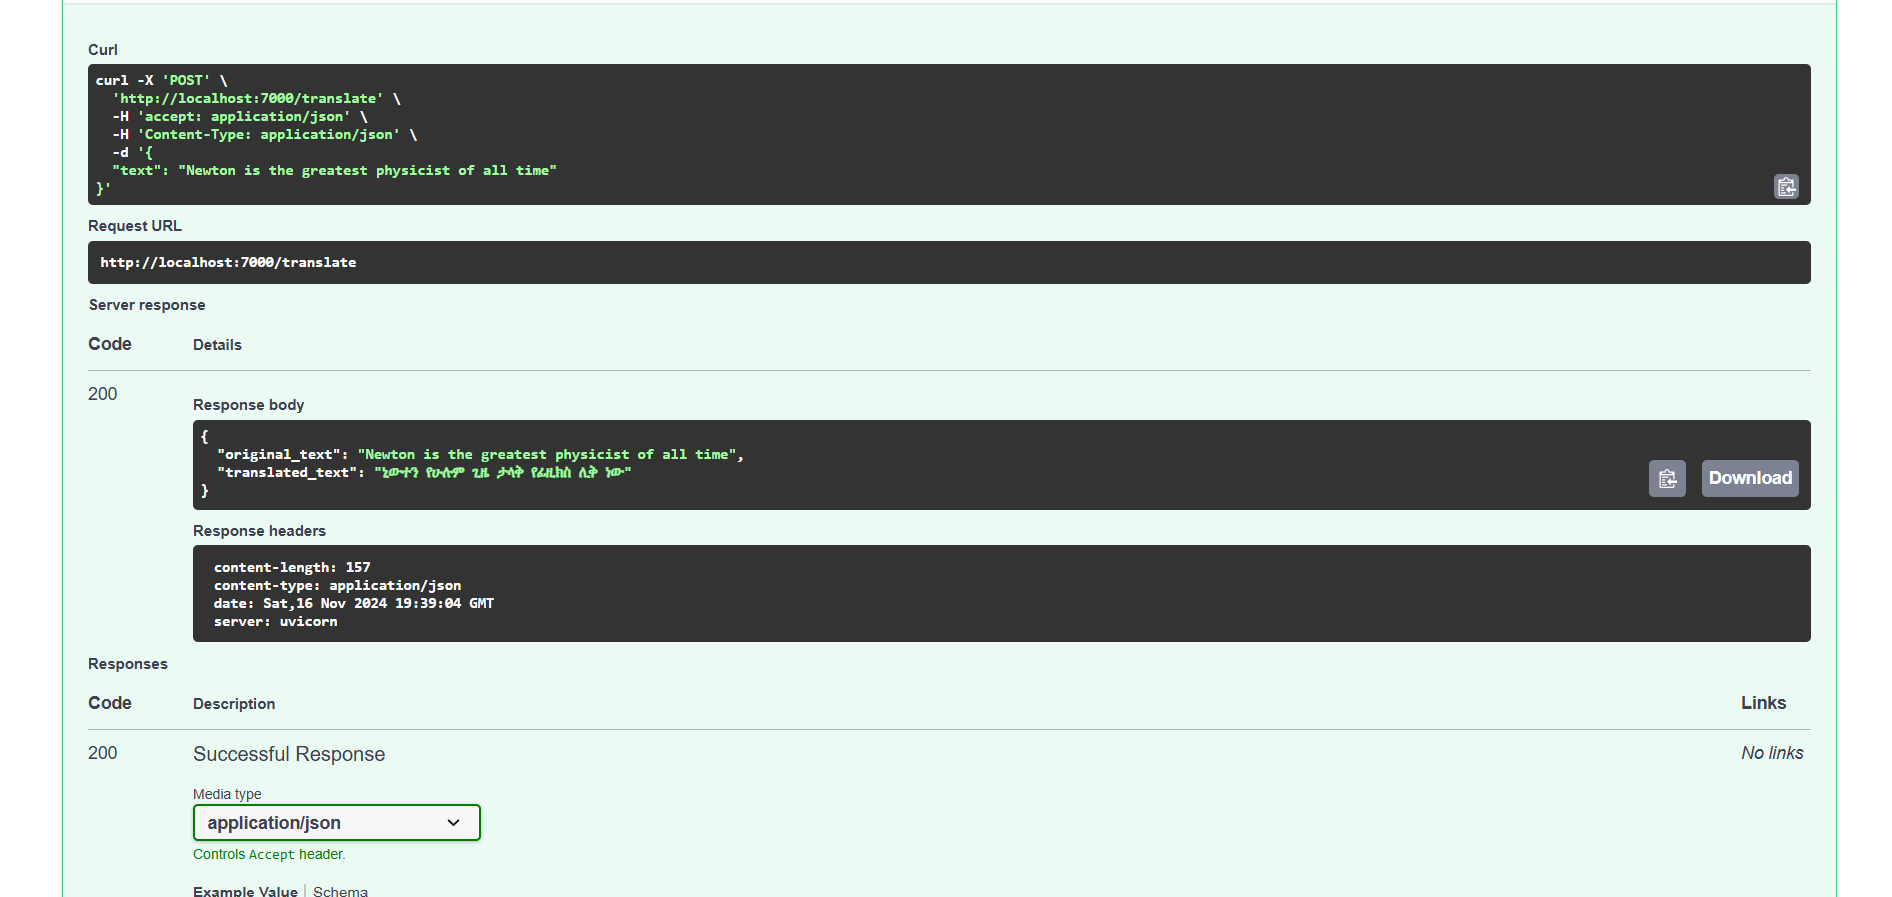 Curl
curl -X 'POST' \
'http://localhost:7000/translate' \
-H 'accept: application/json' \
-H 'Content-Type: application/json' \
-d '{
"text": "Newton is the greatest physicist of all time"
}'
Request URL
http://localhost:7000/translate
Server response
Code Details
200
Response body
{
"original_text": "Newton is the greatest physicist of all time",
"translated_text": "ኒውተን የሁሉም ጊዜ ታላቅ የፊዚክስ ሊቅ ነው"
}
Download
Response headers
content-length: 157
content-type: application/json
date: Sat,16 Nov 2024 19:39:04 GMT
server: uvicorn
Responses
Code Description Links
200 Successful Response No links
Media type
application/json
Controls Accept header.
Example Value Schema